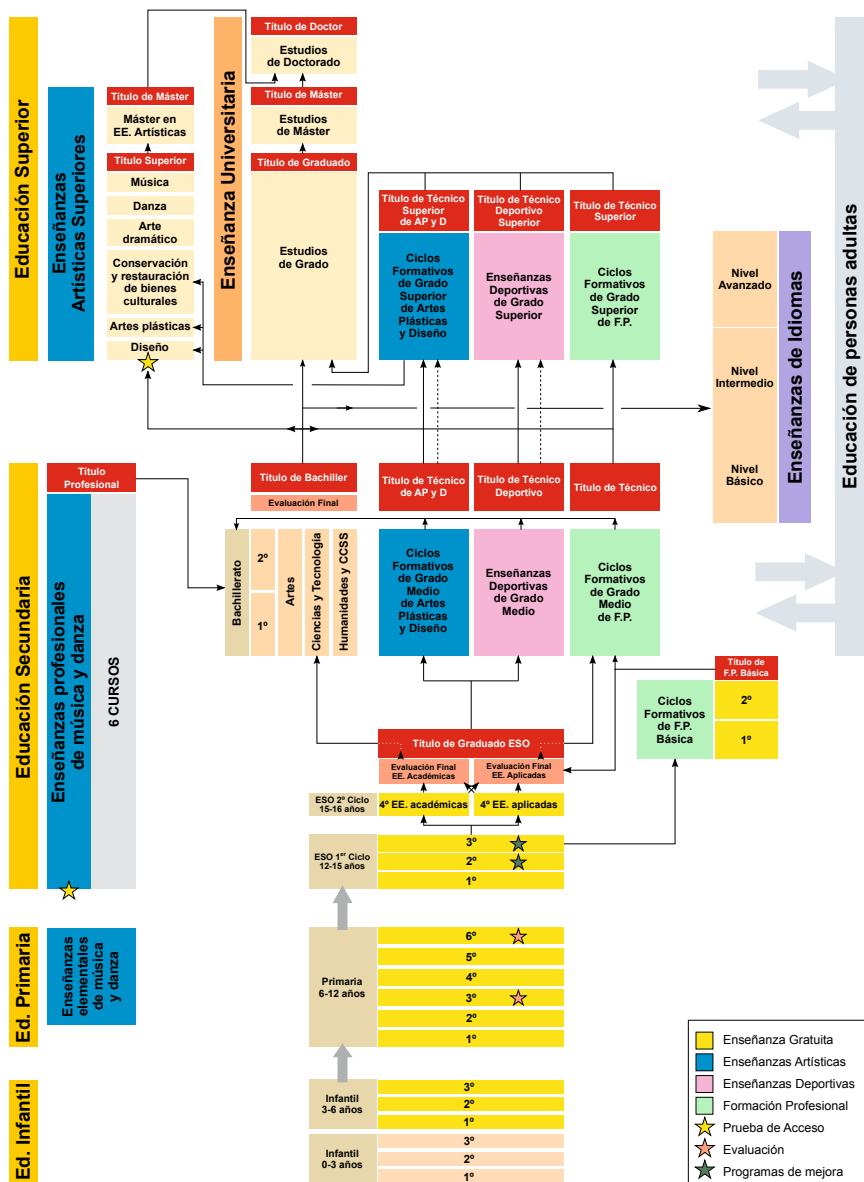 Educación Superior
Enseñanzas
Artísticas Superiores
Título de Máster
Máster en
EE. Artísticas
Título Superior
Música
Danza
Arte
dramático
Conservación
y restauración
de bienes
culturales
Artes plásticas
Diseño
Enseñanza Universitaria
Título de Doctor
Estudios
de Doctorado
Título de Máster
Estudios
de Máster
Título de Graduado
Estudios
de Grado
Título de Técnico
Superior
de AP y D
Ciclos
Formativos
de Grado
Superior
de Artes
Plásticas
y Diseño
Título de Técnico
Deportivo
Superior
Enseñanzas
Deportivas
de Grado
Superior
Título de Técnico
Superior
Ciclos
Formativos
de Grado
Superior
de F.P.
Nivel
Avanzado
Nivel
Intermedio
Nivel
Básico
Enseñanzas de Idiomas
Educación de personas adultas
Educación Secundaria
Título
Profesional
Enseñanzas profesionales
de música y danza
6 CURSOS
Título de Bachiller
Evaluación Final
Bachillerato
2º
1º
Artes
Ciencias y Tecnología
Humanidades y CCSS
Título de Técnico
de AP y D
Ciclos
Formativos
de Grado
Medio
de Artes
Plásticas
y Diseño
Título de Técnico
Deportivo
Enseñanzas
Deportivas
de Grado
Medio
Título de Técnico
Ciclos
Formativos
de Grado
Medio
de F.P.
Título de
F.P. Básica
Ciclos
Formativos
de F.P.
Básica
2º
1º
Título de Graduado ESO
Evaluación Final
EE. Académicas
Evaluación Final
EE. Aplicadas
ESO 2º Ciclo
15-16 años
4º EE. académicas
4º EE. aplicadas
ESO 1er Ciclo
12-15 años
3º
2º
1º
Ed. Primaria
Enseñanzas
elementales
de música
y danza
Primaria
6-12 años
6º
5º
4º
3º
2º
1º
Ed. Infantil
Infantil
3-6 años
3º
2º
1º
Infantil
0-3 años
3º
2º
1º
Enseñanza Gratuita
Enseñanzas Artísticas
Enseñanzas Deportivas
Formación Profesional
Prueba de Acceso
Evaluación
Programas de mejora